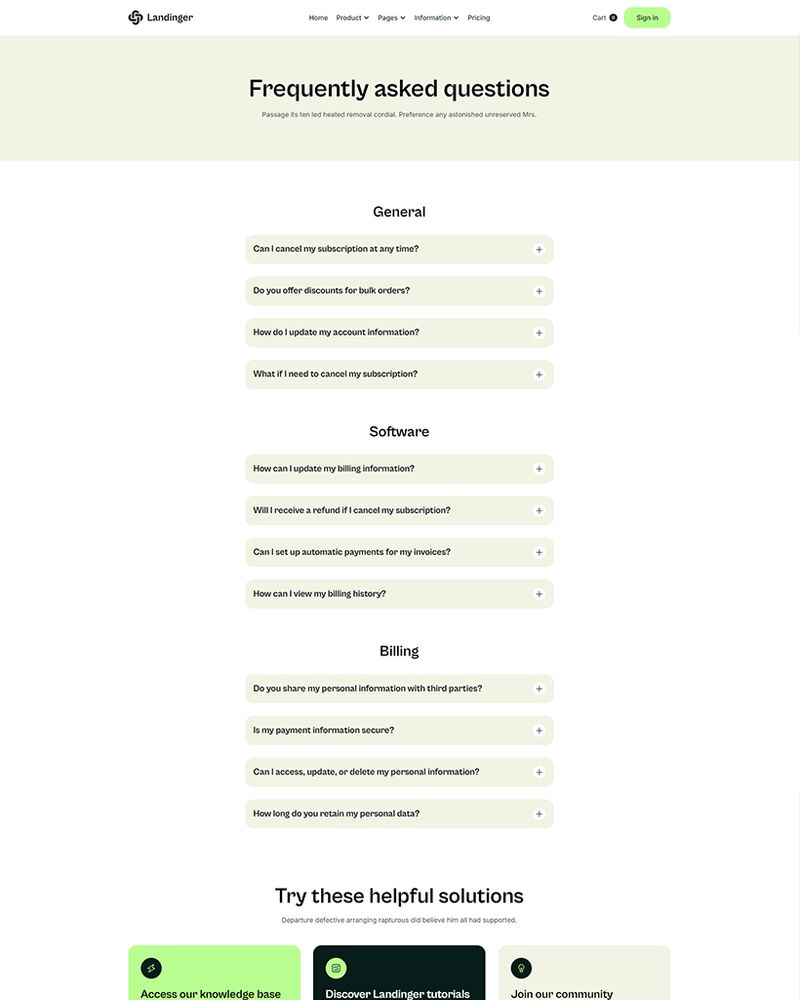 Landinger
Home Product Pages Information Pricing
Cart 0 Sign in
Frequently asked questions
Passage its ten led heated removal cordial. Preference any astonished unreserved Mrs.
General
Can I cancel my subscription at any time?
Do you offer discounts for bulk orders?
How do I update my account information?
What if I need to cancel my subscription?
Software
How can I update my billing information?
Will I receive a refund if I cancel my subscription?
Can I set up automatic payments for my invoices?
How can I view my billing history?
Billing
Do you share my personal information with third parties?
Is my payment information secure?
Can I access, update, or delete my personal information?
How long do you retain my personal data?
Try these helpful solutions
Departure defective arranging rapturous did believe him all had supported.
Access our knowledge base
Discover Landinger tutorials
Join our community